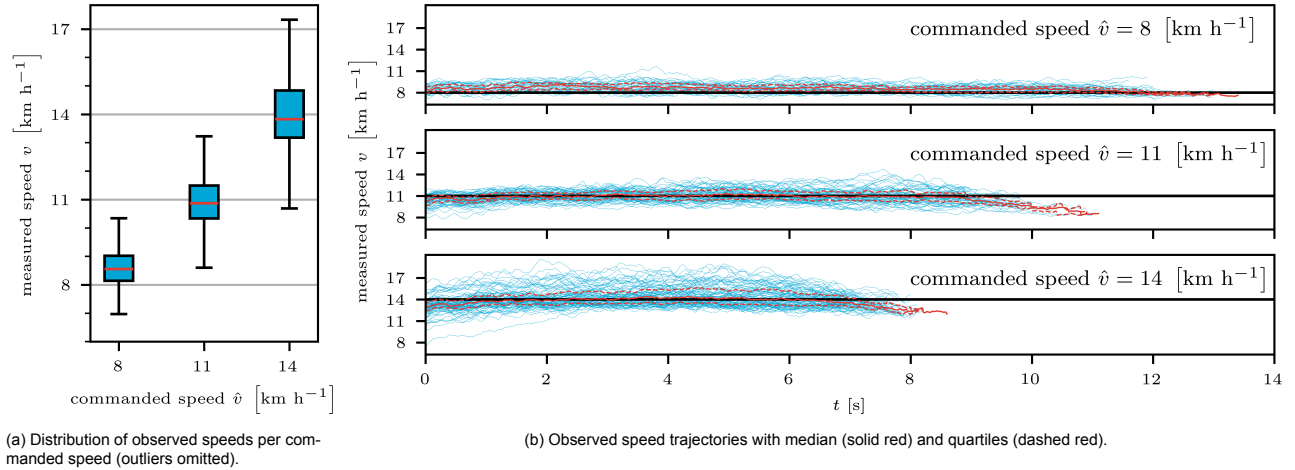 17
14
11
8
measured speed v [km h⁻¹]
8 11 14
commanded speed v̂ [km h⁻¹]
(a) Distribution of observed speeds per com-
manded speed (outliers omitted).
commanded speed v̂ = 8 [km h⁻¹]
17
14
11
8
commanded speed v̂ = 11 [km h⁻¹]
17
14
11
8
measured speed v [km h⁻¹]
commanded speed v̂ = 14 [km h⁻¹]
17
14
11
8
0 2 4 6 8 10 12 14
t [s]
(b) Observed speed trajectories with median (solid red) and quartiles (dashed red).